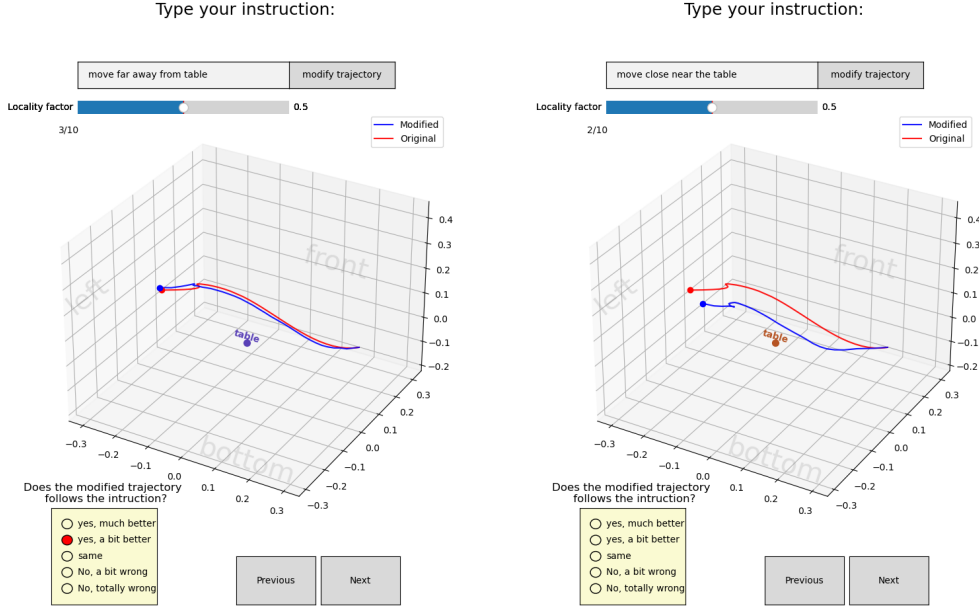 Type your instruction:
move far away from table
modify trajectory
Locality factor
0.5
3/10
Modified
Original
left
front
bottom
table
0.4
0.3
0.2
0.1
0.0
−0.1
−0.2
−0.3
−0.2
−0.1
0.0
0.1
0.2
0.3
−0.3
−0.2
−0.1
0.0
0.1
0.2
0.3
Does the modified trajectory
follows the intruction?
yes, much better
yes, a bit better
same
No, a bit wrong
No, totally wrong
Previous
Next
Type your instruction:
move close near the table
modify trajectory
Locality factor
0.5
2/10
Modified
Original
left
front
bottom
table
0.4
0.3
0.2
0.1
0.0
−0.1
−0.2
−0.3
−0.2
−0.1
0.0
0.1
0.2
0.3
−0.3
−0.2
−0.1
0.0
0.1
0.2
0.3
Does the modified trajectory
follows the intruction?
yes, much better
yes, a bit better
same
No, a bit wrong
No, totally wrong
Previous
Next